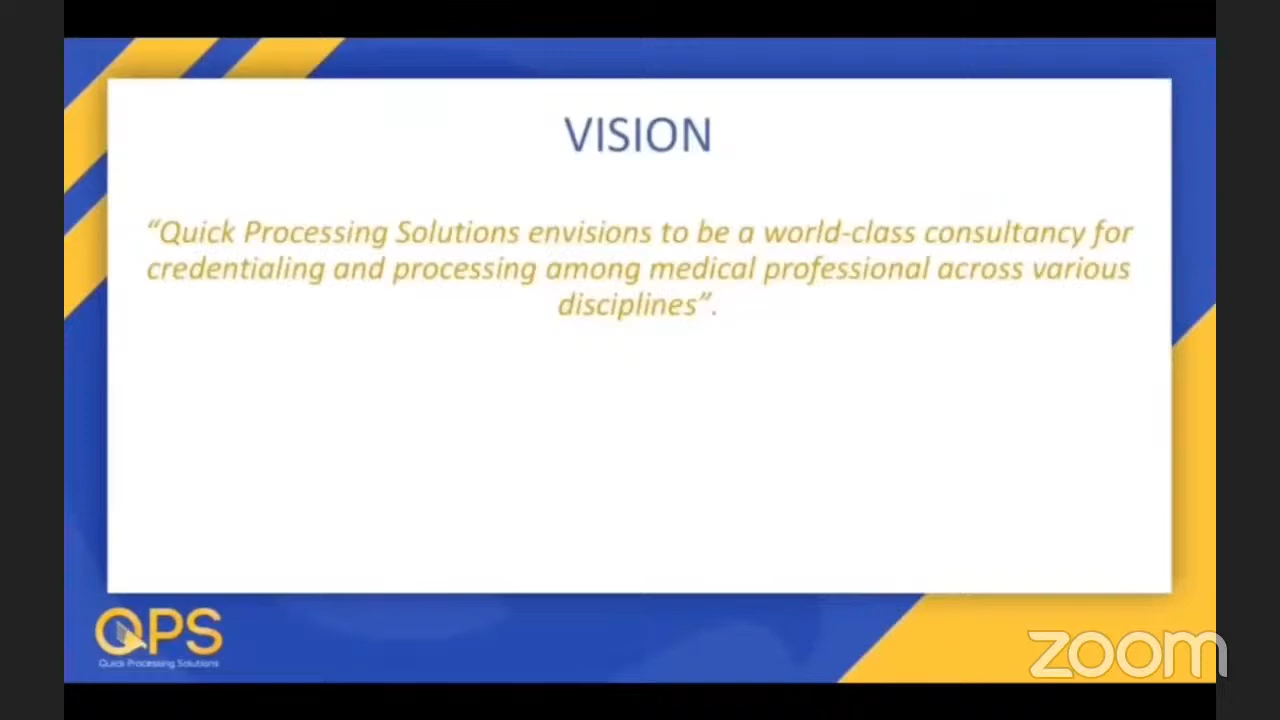 VISION
“Quick Processing Solutions envisions to be a world-class consultancy for
credentialing and processing among medical professional across various
disciplines”.
QPS
Quick Processing Solutions
zoom